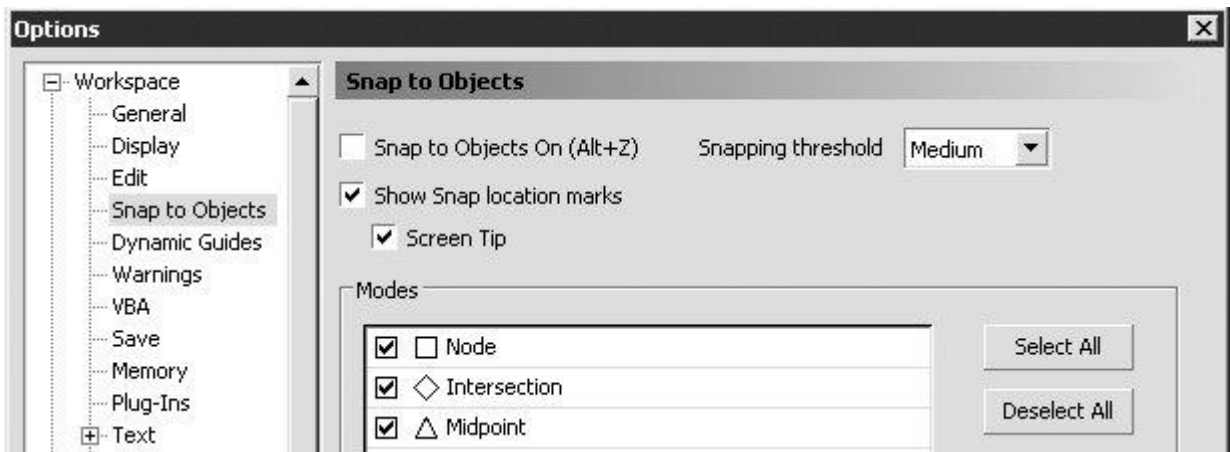 Options
Workspace
General
Display
Edit
Snap to Objects
Dynamic Guides
Warnings
VBA
Save
Memory
Plug-Ins
Text
Snap to Objects
Snap to Objects On (Alt+Z) Snapping threshold Medium
Show Snap location marks
Screen Tip
Modes
Node
Intersection
Midpoint
Select All
Deselect All